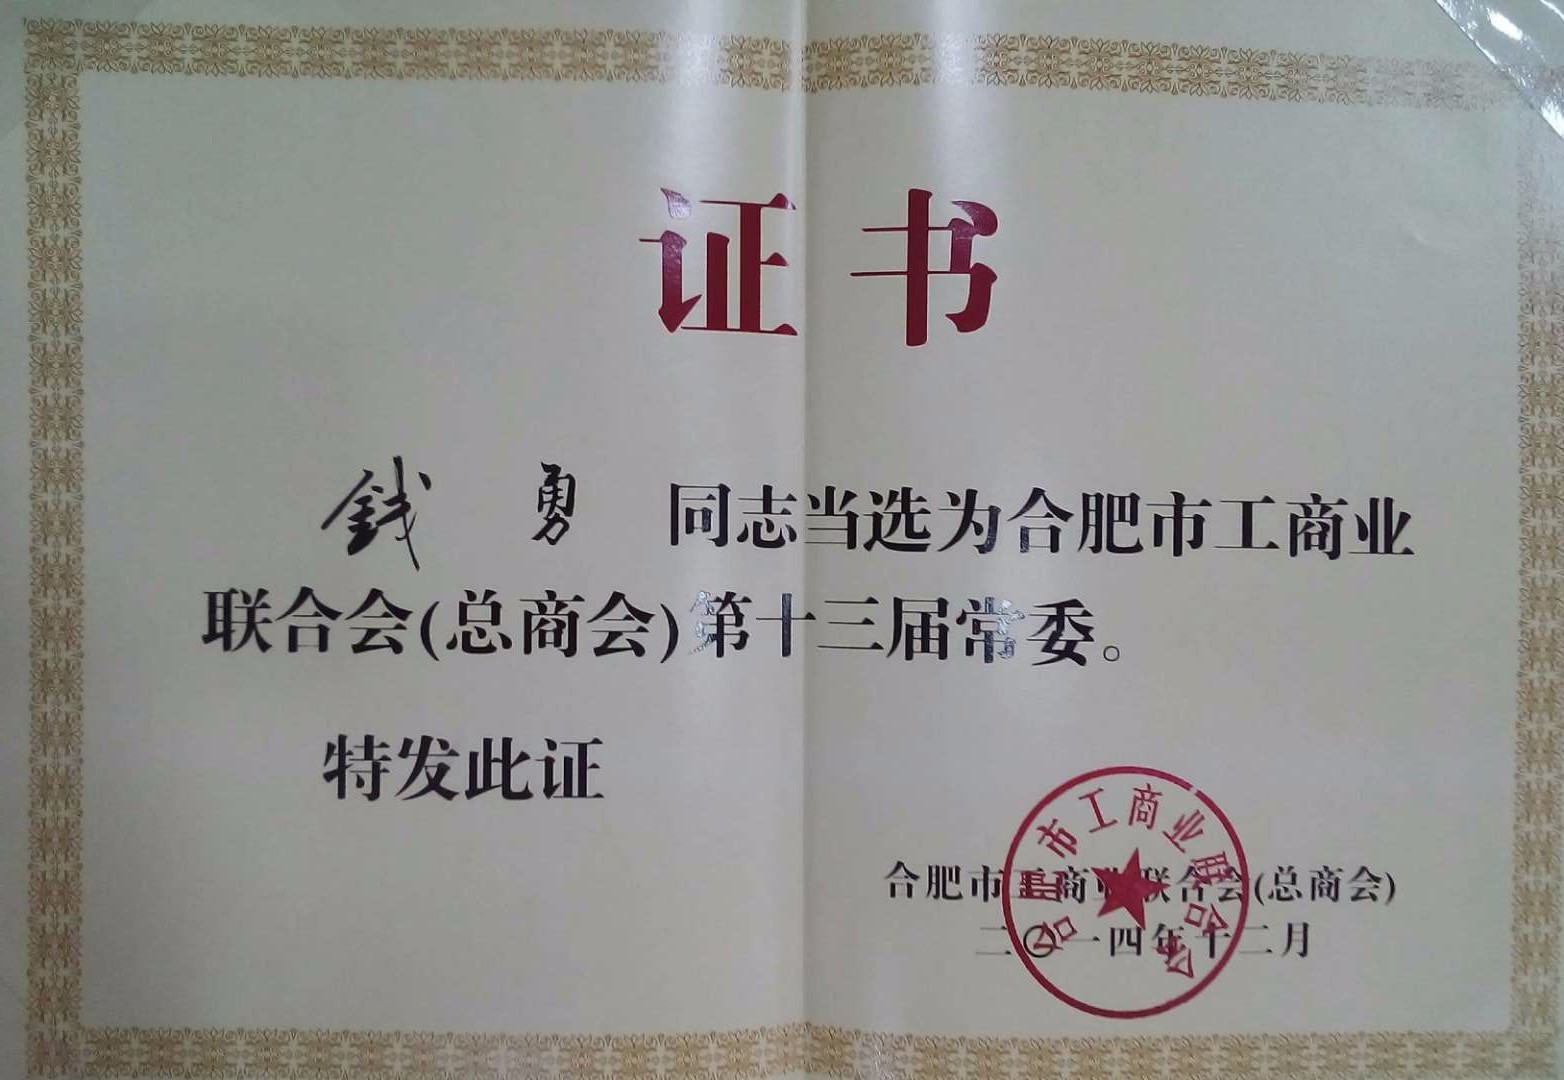 证书
錢勇 同志当选为合肥市工商业
联合会(总商会)第十三届常委。
特发此证
合肥市工商业联合会(总商会)
二〇一四年十二月
合肥市工商业联合会